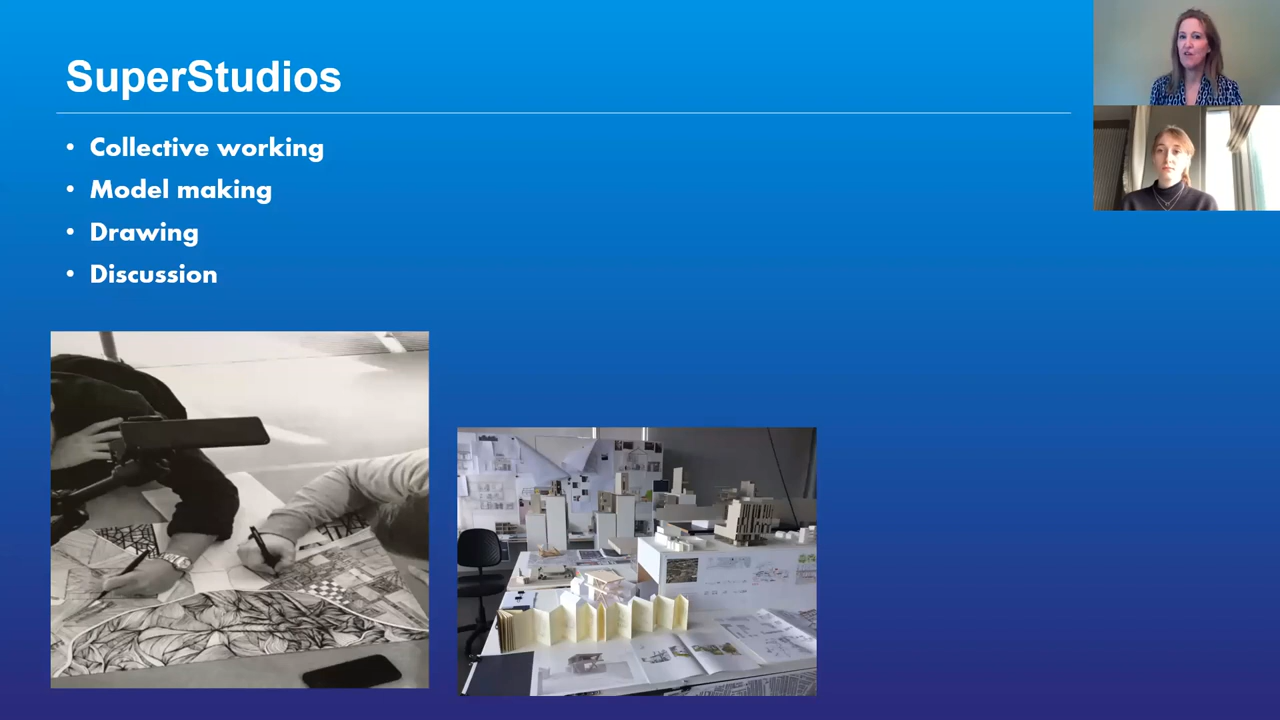 SuperStudios
• Collective working
• Model making
• Drawing
• Discussion